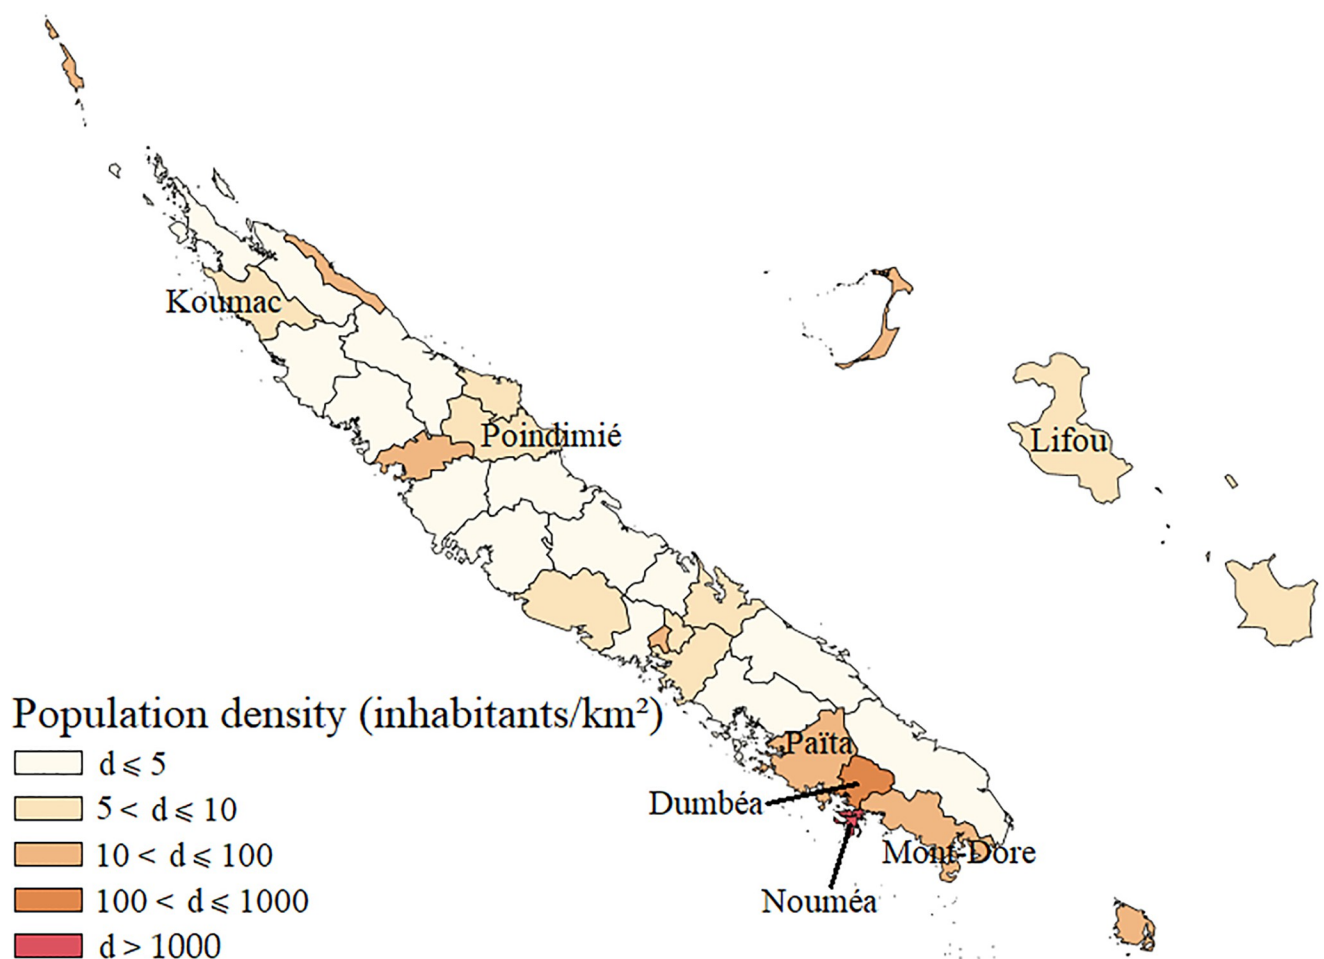 Koumac
Poindimié
Lifou
Population density (inhabitants/km²)
d ⩽ 5
5 < d ⩽ 10
10 < d ⩽ 100
100 < d ⩽ 1000
d > 1000
Païta
Dumbéa
Mont-Dore
Nouméa